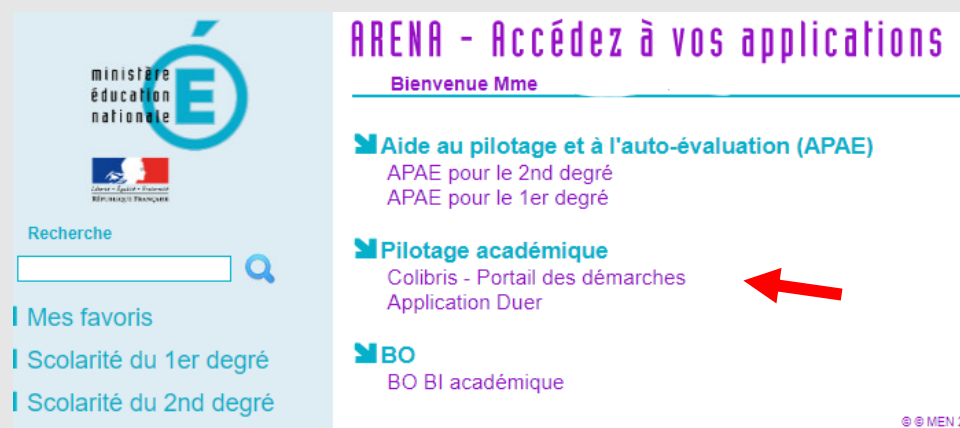 ministère
éducation
nationale
É
Liberté • Égalité • Fraternité
RÉPUBLIQUE FRANÇAISE
Recherche
Mes favoris
Scolarité du 1er degré
Scolarité du 2nd degré
ARENA - Accédez à vos applications
Bienvenue Mme
Aide au pilotage et à l'auto-évaluation (APAE)
APAE pour le 2nd degré
APAE pour le 1er degré
Pilotage académique
Colibris - Portail des démarches
Application Duer
BO
BO BI académique
© © MEN 2